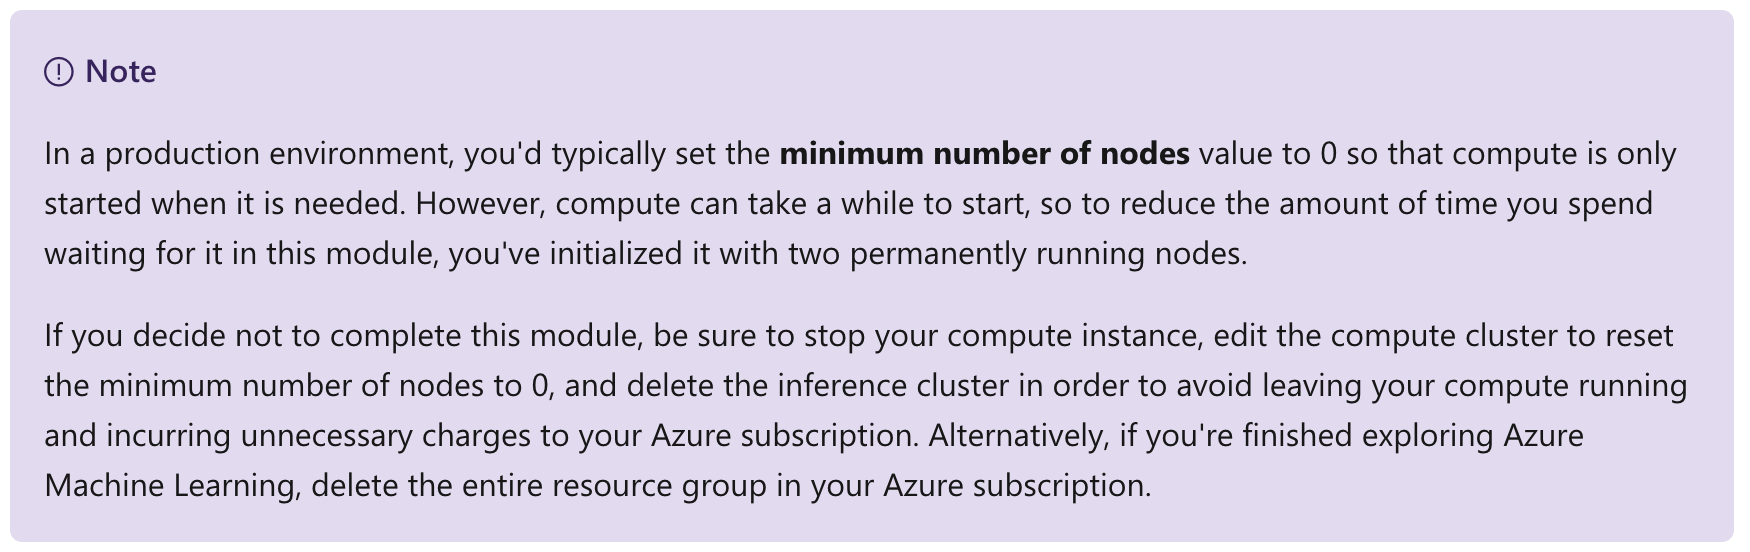 Note
In a production environment, you'd typically set the minimum number of nodes value to 0 so that compute is only
started when it is needed. However, compute can take a while to start, so to reduce the amount of time you spend
waiting for it in this module, you've initialized it with two permanently running nodes.
If you decide not to complete this module, be sure to stop your compute instance, edit the compute cluster to reset
the minimum number of nodes to 0, and delete the inference cluster in order to avoid leaving your compute running
and incurring unnecessary charges to your Azure subscription. Alternatively, if you're finished exploring Azure
Machine Learning, delete the entire resource group in your Azure subscription.